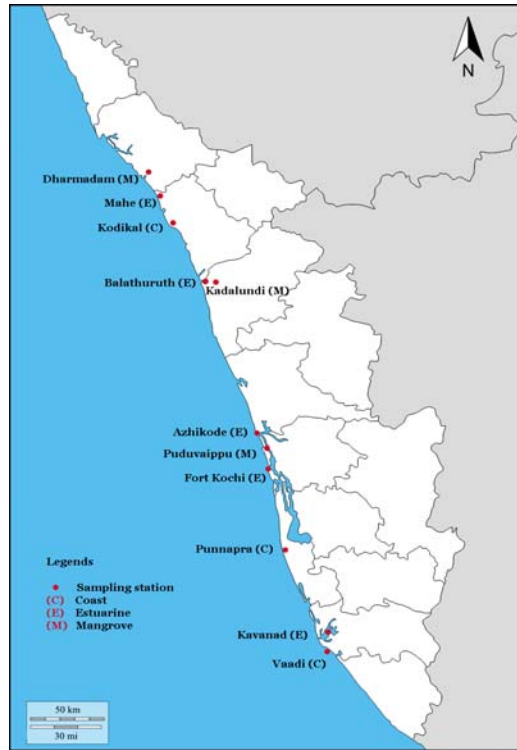 N
Dharmadam (M)
Mahe (E)
Kodikal (C)
Balathuruth (E)
Kadalundi (M)
Azhikode (E)
Puduvaippu (M)
Fort Kochi (E)
Punnapra (C)
Legends
Sampling station
(C) Coast
(E) Estuarine
(M) Mangrove
Kavanad (E)
Vaadi (C)
50 km
30 mi